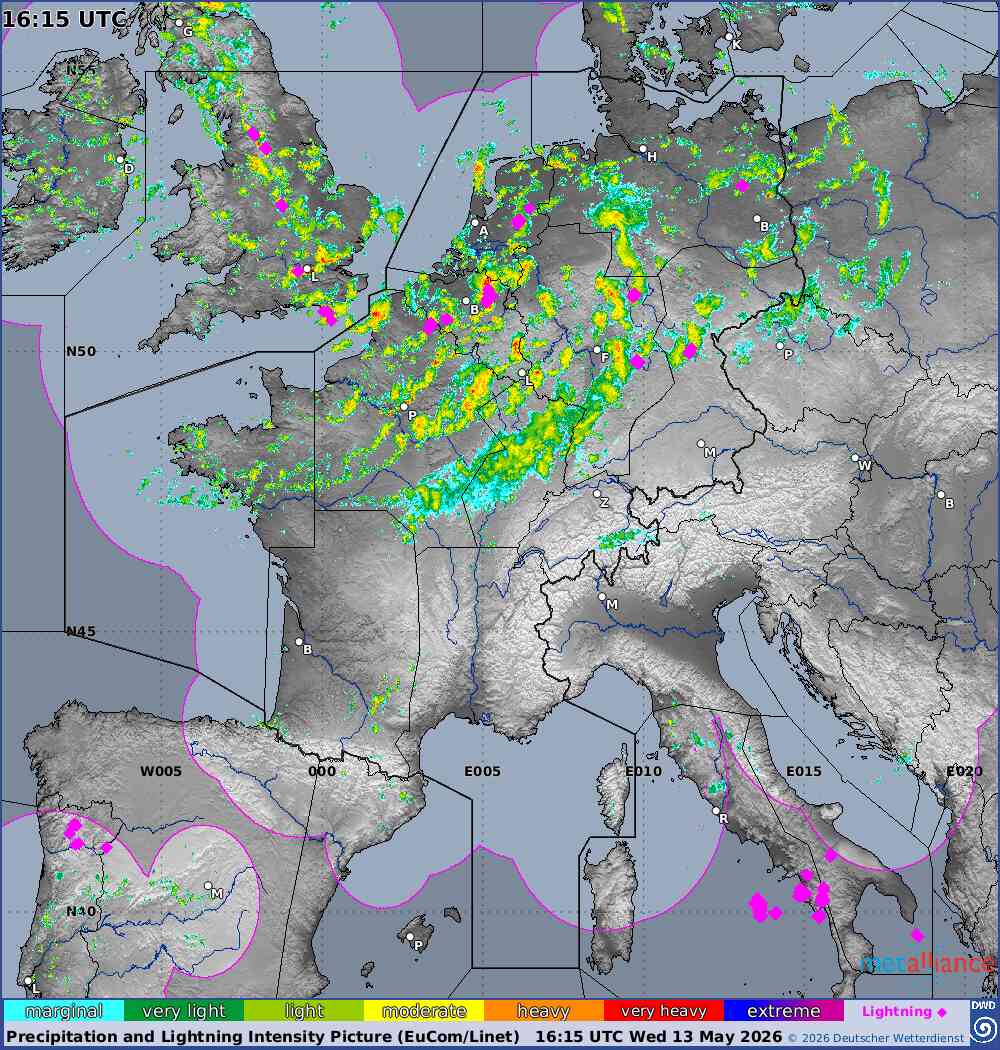 16:15 UTC
G
K
N55
D
H
A
B
L
B
N50
F
P
L
P
M
W
Z
B
M
N45
B
W005
000
E005
E010
E015
E020
R
M
N40
P
metalliance
L
marginal very light light moderate heavy very heavy extreme Lightning ◆ DWD
Precipitation and Lightning Intensity Picture (EuCom/Linet) 16:15 UTC Wed 13 May 2026 © 2026 Deutscher Wetterdienst